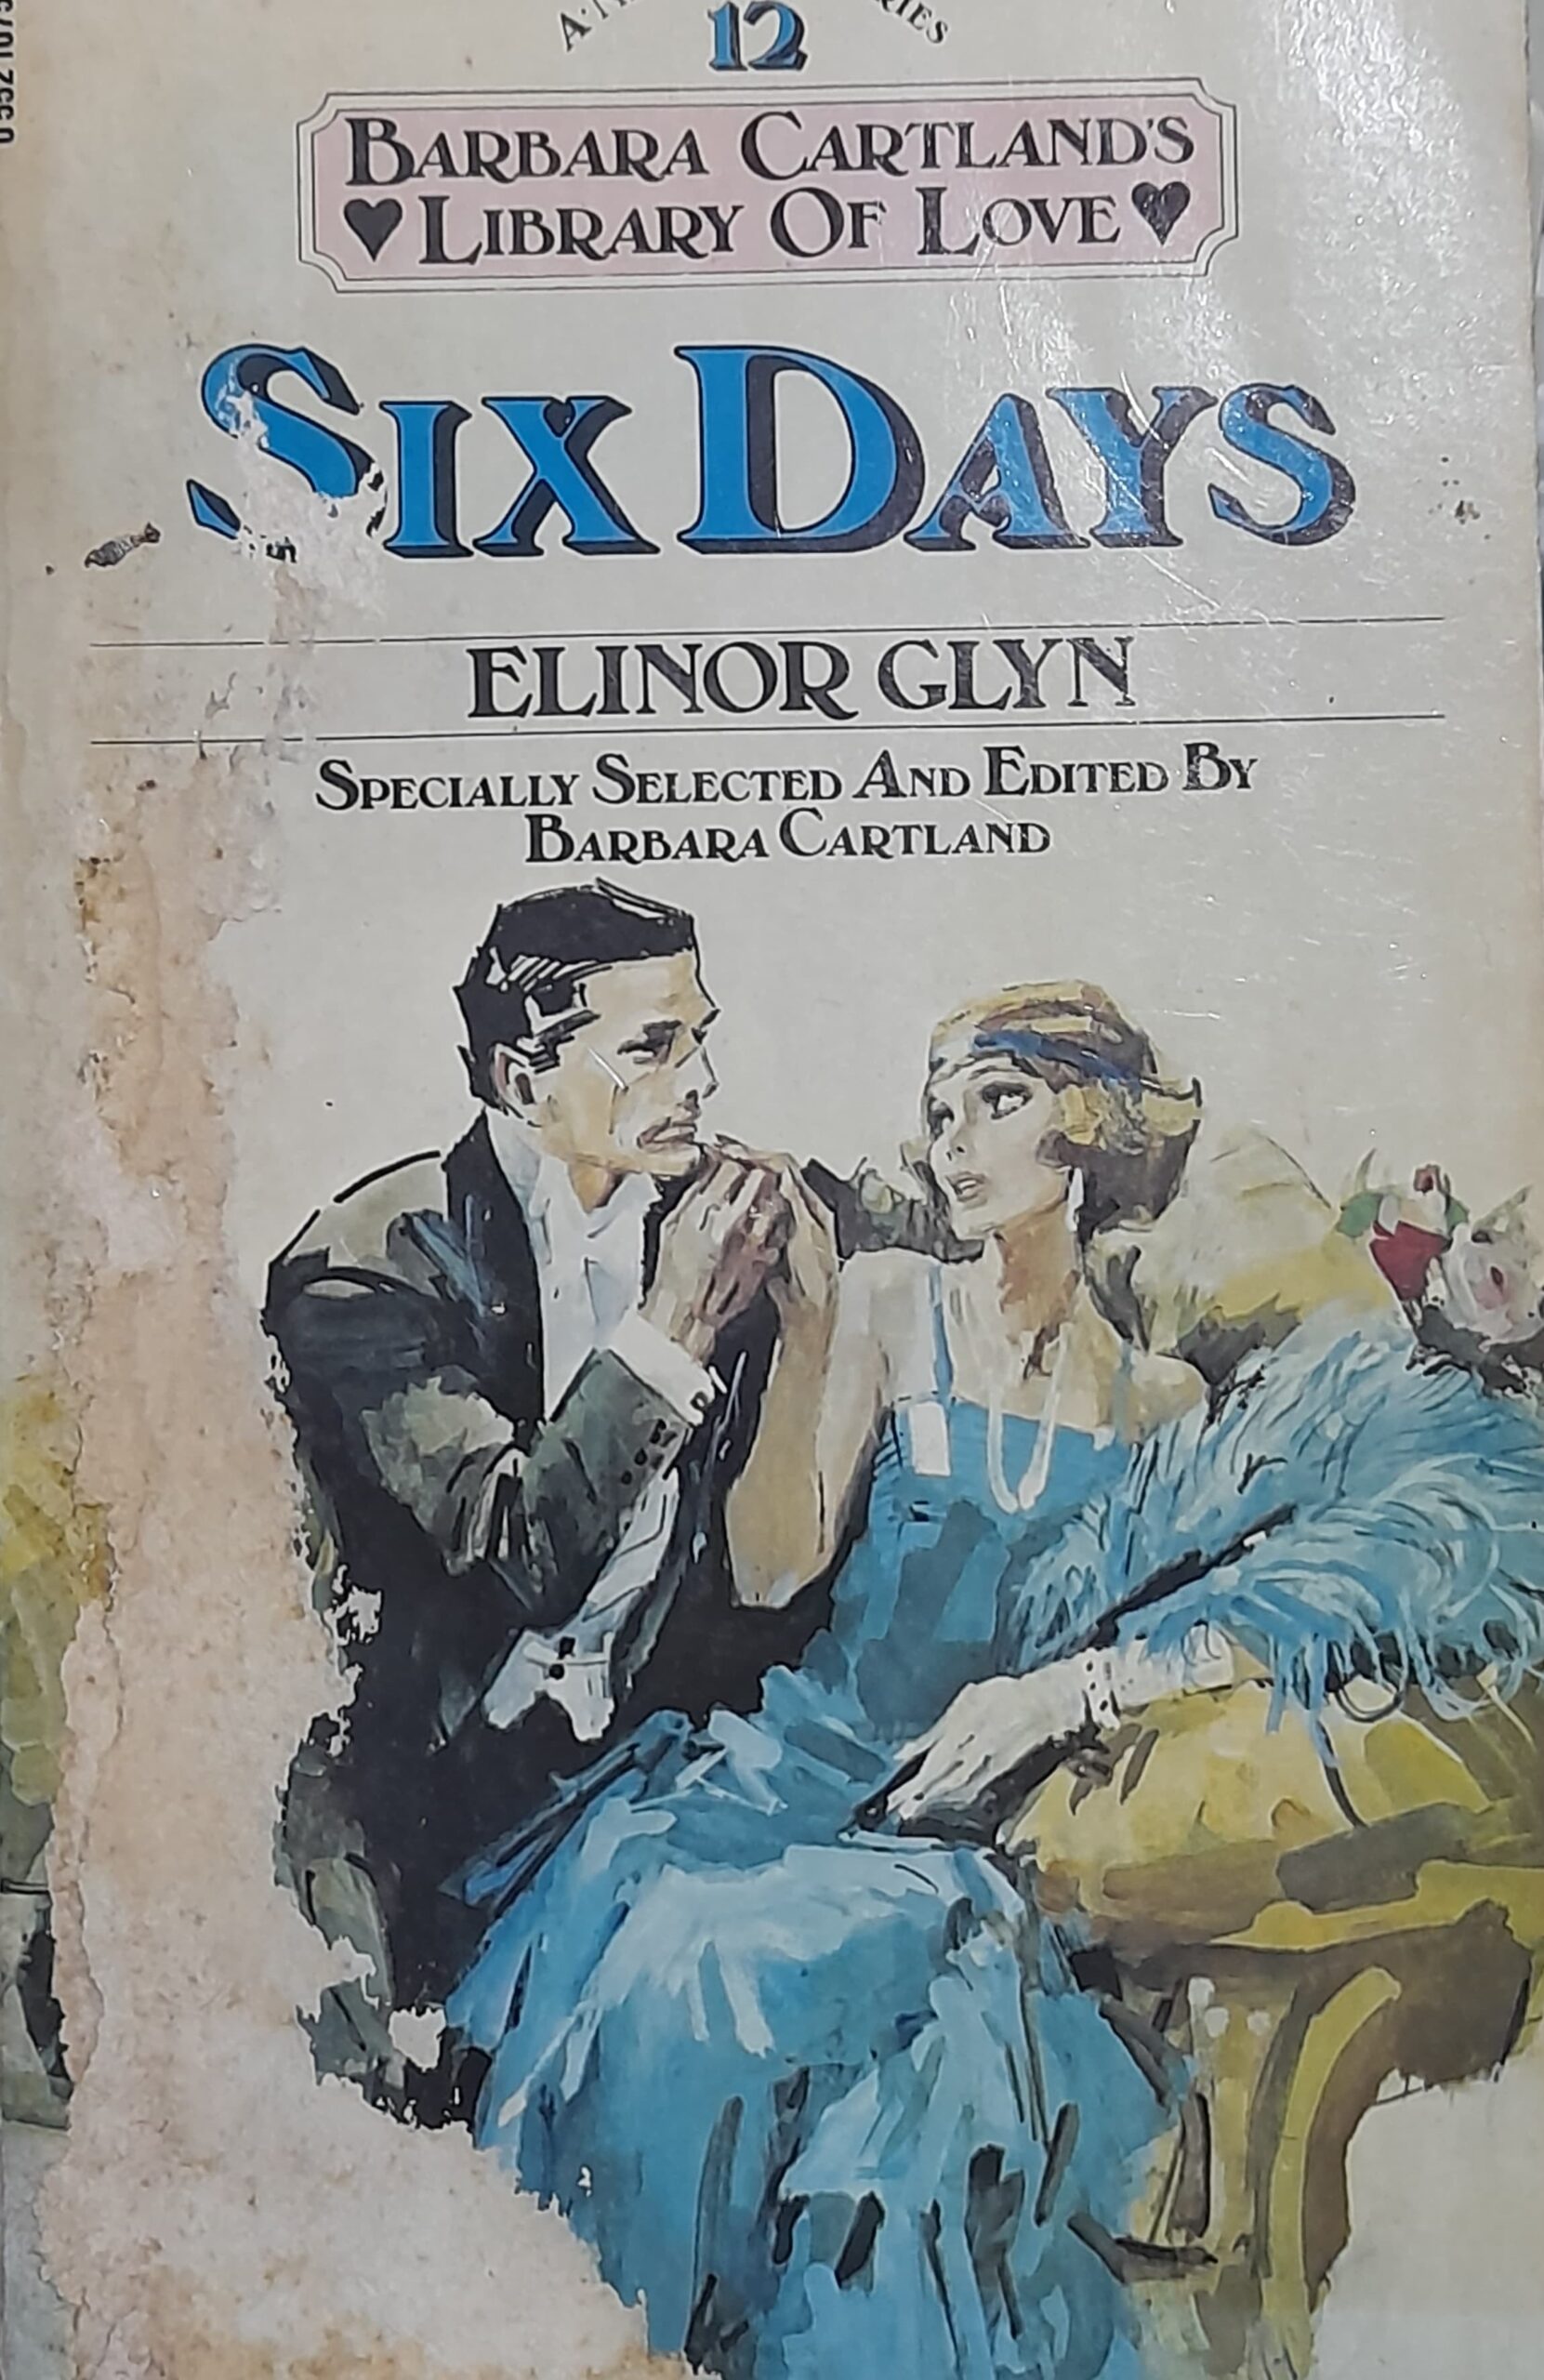 12
BARBARA CARTLAND'S
LIBRARY OF LOVE
SIX DAYS
ELINOR GLYN
SPECIALLY SELECTED AND EDITED BY
BARBARA CARTLAND